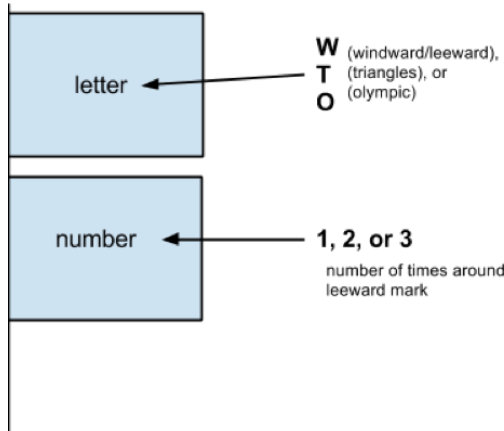 letter
W (windward/leeward),
T (triangles), or
O (olympic)
number
1, 2, or 3
number of times around
leeward mark